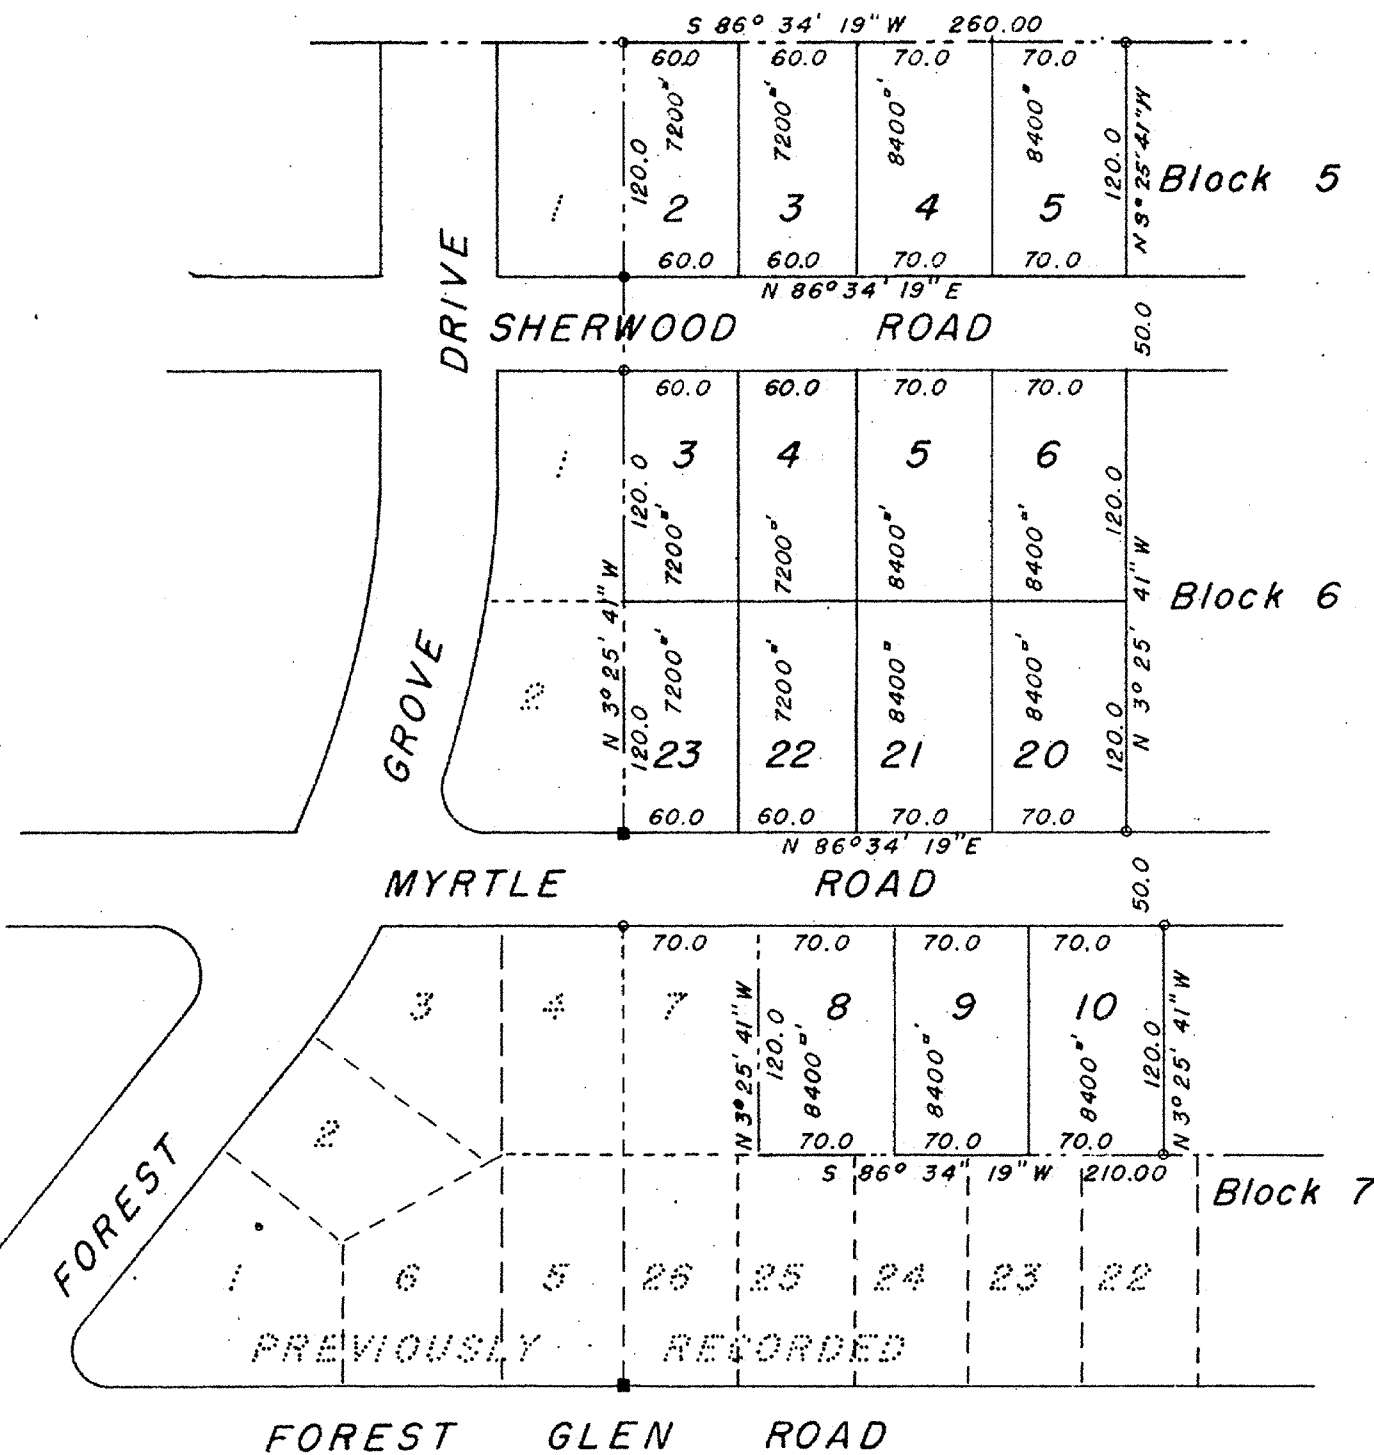 S 86° 34' 19" W 260.00
60.0 60.0 70.0 70.0
120.0 7200□' 7200□' 8400□' 8400□ 120.0 N 3° 25' 41" W
Block 5
1 2 3 4 5
60.0 60.0 70.0 70.0
N 86° 34' 19" E
DRIVE
SHERWOOD ROAD 50.0
60.0 60.0 70.0 70.0
1 3 4 5 6
120.0 7200□' 7200□' 8400□' 8400□' 120.0
N 3° 25' 41" W N 3° 25' 41" W
Block 6
GROVE
2
120.0 7200□' 7200□' 8400□ 8400□' 120.0
23 22 21 20
60.0 60.0 70.0 70.0
N 86° 34' 19" E
MYRTLE ROAD 50.0
70.0 70.0 70.0 70.0
3 4 7 8 9 10
N 3° 25' 41" W 120.0 8400□' 8400□' 8400□' 120.0 N 3° 25' 41" W
2
70.0 70.0 70.0
S 86° 34" 19" W 210.00
Block 7
FOREST
1 6 5 26 25 24 23 22
PREVIOUSLY RECORDED
FOREST GLEN ROAD